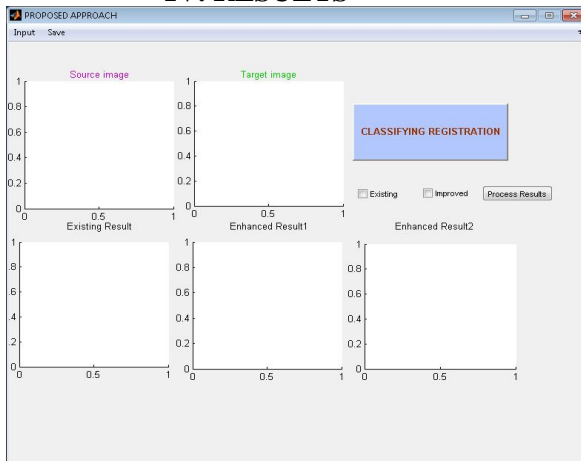 PROPOSED APPROACH
Input Save
Source image
Target image
1
0.8
0.6
0.4
0.2
0
0 0.5 1
1
0.8
0.6
0.4
0.2
0
0 0.5 1
CLASSIFYING REGISTRATION
Existing
Improved
Process Results
Existing Result
Enhanced Result1
Enhanced Result2
1
.8
.6
.4
.2
0
0 0.5 1
1
0.8
0.6
0.4
0.2
0
0 0.5 1
1
0.8
0.6
0.4
0.2
0
0 0.5 1